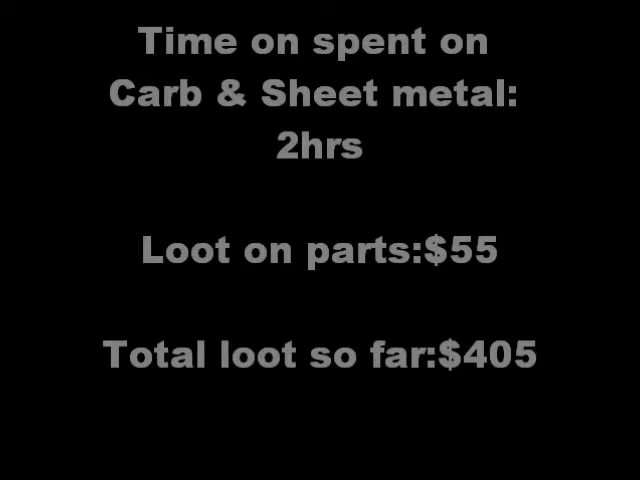 Time on spent on
Carb & Sheet metal:
2hrs
Loot on parts:$55
Total loot so far:$405